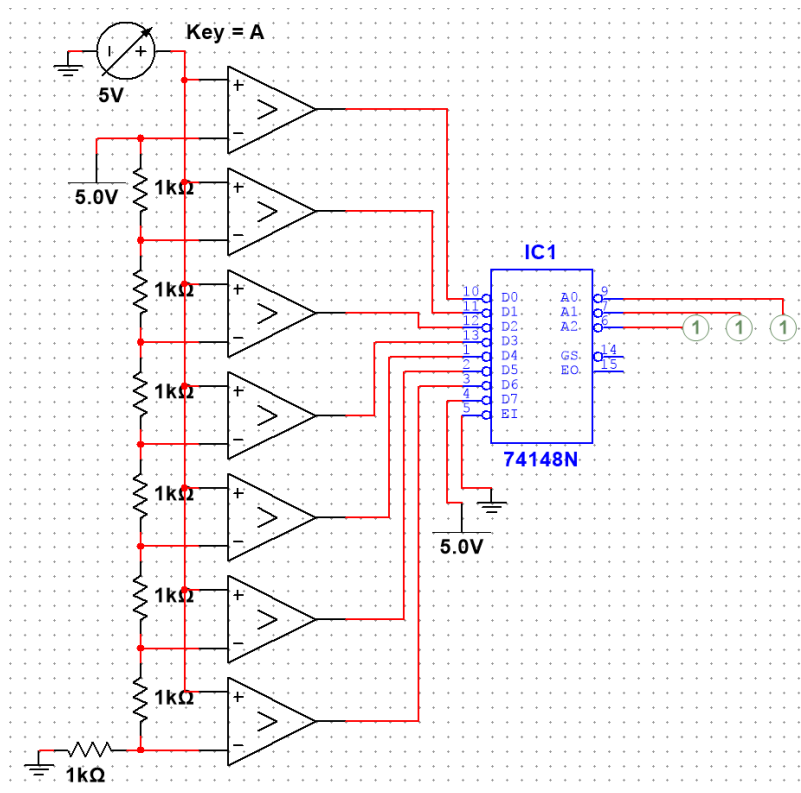 Key = A
5V
5.0V
1kΩ
1kΩ
1kΩ
1kΩ
1kΩ
1kΩ
1kΩ
IC1
10 D0 A0 9
11 D1 A1 7
12 D2 A2 6
13 D3
1 D4 GS 14
2 D5 EO 15
3 D6
4 D7
5 EI
74148N
5.0V
1 1 1